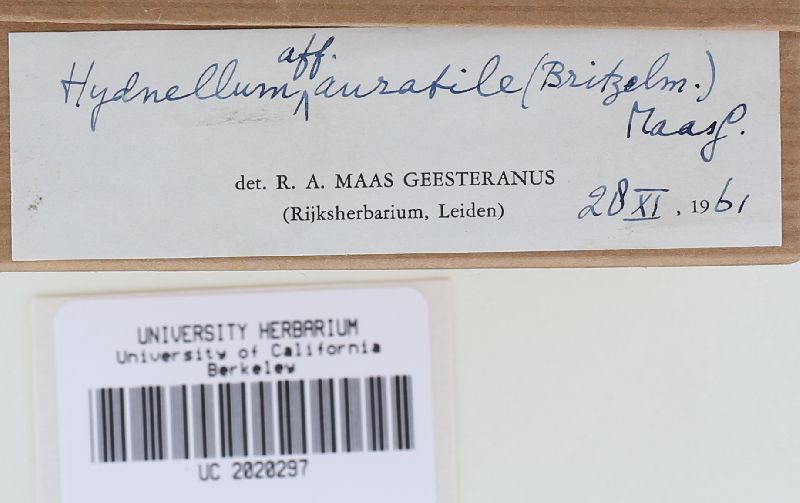 Hydnellum aff. auratile (Britzelm.)
Maas G.
det. R. A. MAAS GEESTERANUS
(Rijksherbarium, Leiden) 28 XI, 1961
UNIVERSITY HERBARIUM
University of California
Berkeley
UC 2020297